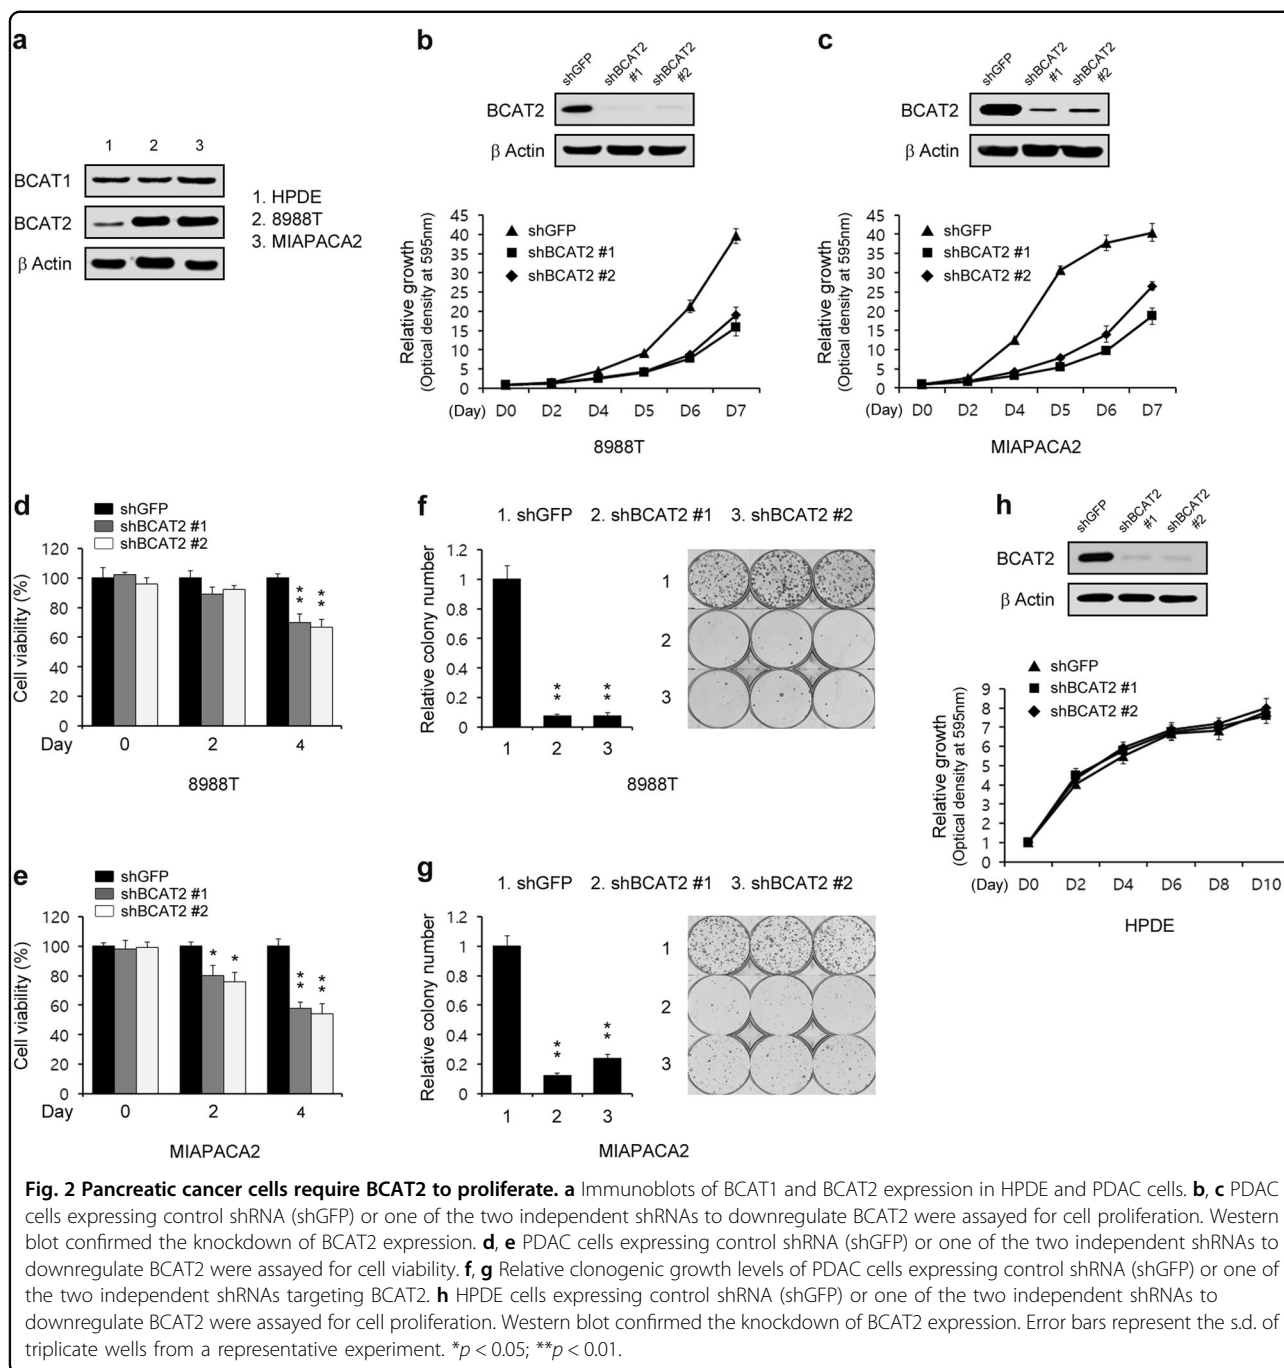 a
1 2 3
BCAT1
BCAT2
β Actin
1. HPDE
2. 8988T
3. MIAPACA2
b
shGFP
shBCAT2 #1
shBCAT2 #2
BCAT2
β Actin
Relative growth
(Optical density at 595nm)
45
40
35
30
25
20
15
10
5
0
shGFP
shBCAT2 #1
shBCAT2 #2
(Day) D0 D2 D4 D5 D6 D7
8988T
c
shGFP
shBCAT2 #1
shBCAT2 #2
BCAT2
β Actin
Relative growth
(Optical density at 595nm)
45
40
35
30
25
20
15
10
5
0
shGFP
shBCAT2 #1
shBCAT2 #2
(Day) D0 D2 D4 D5 D6 D7
MIAPACA2
d
shGFP
shBCAT2 #1
shBCAT2 #2
Cell viability (%)
120
100
80
60
40
20
0
* *
* *
Day 0 2 4
8988T
f
1. shGFP 2. shBCAT2 #1 3. shBCAT2 #2
Relative colony number
1.2
1
0.8
0.6
0.4
0.2
0
* *
* *
1 2 3
1
2
3
8988T
h
shGFP
shBCAT2 #1
shBCAT2 #2
BCAT2
β Actin
shGFP
shBCAT2 #1
shBCAT2 #2
Relative growth
(Optical density at 595nm)
9
8
7
6
5
4
3
2
1
0
(Day) D0 D2 D4 D6 D8 D10
HPDE
e
shGFP
shBCAT2 #1
shBCAT2 #2
Cell viability (%)
120
100
80
60
40
20
0
* *
* *
* *
Day 0 2 4
MIAPACA2
g
1. shGFP 2. shBCAT2 #1 3. shBCAT2 #2
Relative colony number
1.2
1
0.8
0.6
0.4
0.2
0
* *
* *
1 2 3
1
2
3
MIAPACA2
Fig. 2 Pancreatic cancer cells require BCAT2 to proliferate. a Immunoblots of BCAT1 and BCAT2 expression in HPDE and PDAC cells. b, c PDAC
cells expressing control shRNA (shGFP) or one of the two independent shRNAs to downregulate BCAT2 were assayed for cell proliferation. Western
blot confirmed the knockdown of BCAT2 expression. d, e PDAC cells expressing control shRNA (shGFP) or one of the two independent shRNAs to
downregulate BCAT2 were assayed for cell viability. f, g Relative clonogenic growth levels of PDAC cells expressing control shRNA (shGFP) or one of
the two independent shRNAs targeting BCAT2. h HPDE cells expressing control shRNA (shGFP) or one of the two independent shRNAs to
downregulate BCAT2 were assayed for cell proliferation. Western blot confirmed the knockdown of BCAT2 expression. Error bars represent the s.d. of
triplicate wells from a representative experiment. *p < 0.05; **p < 0.01.